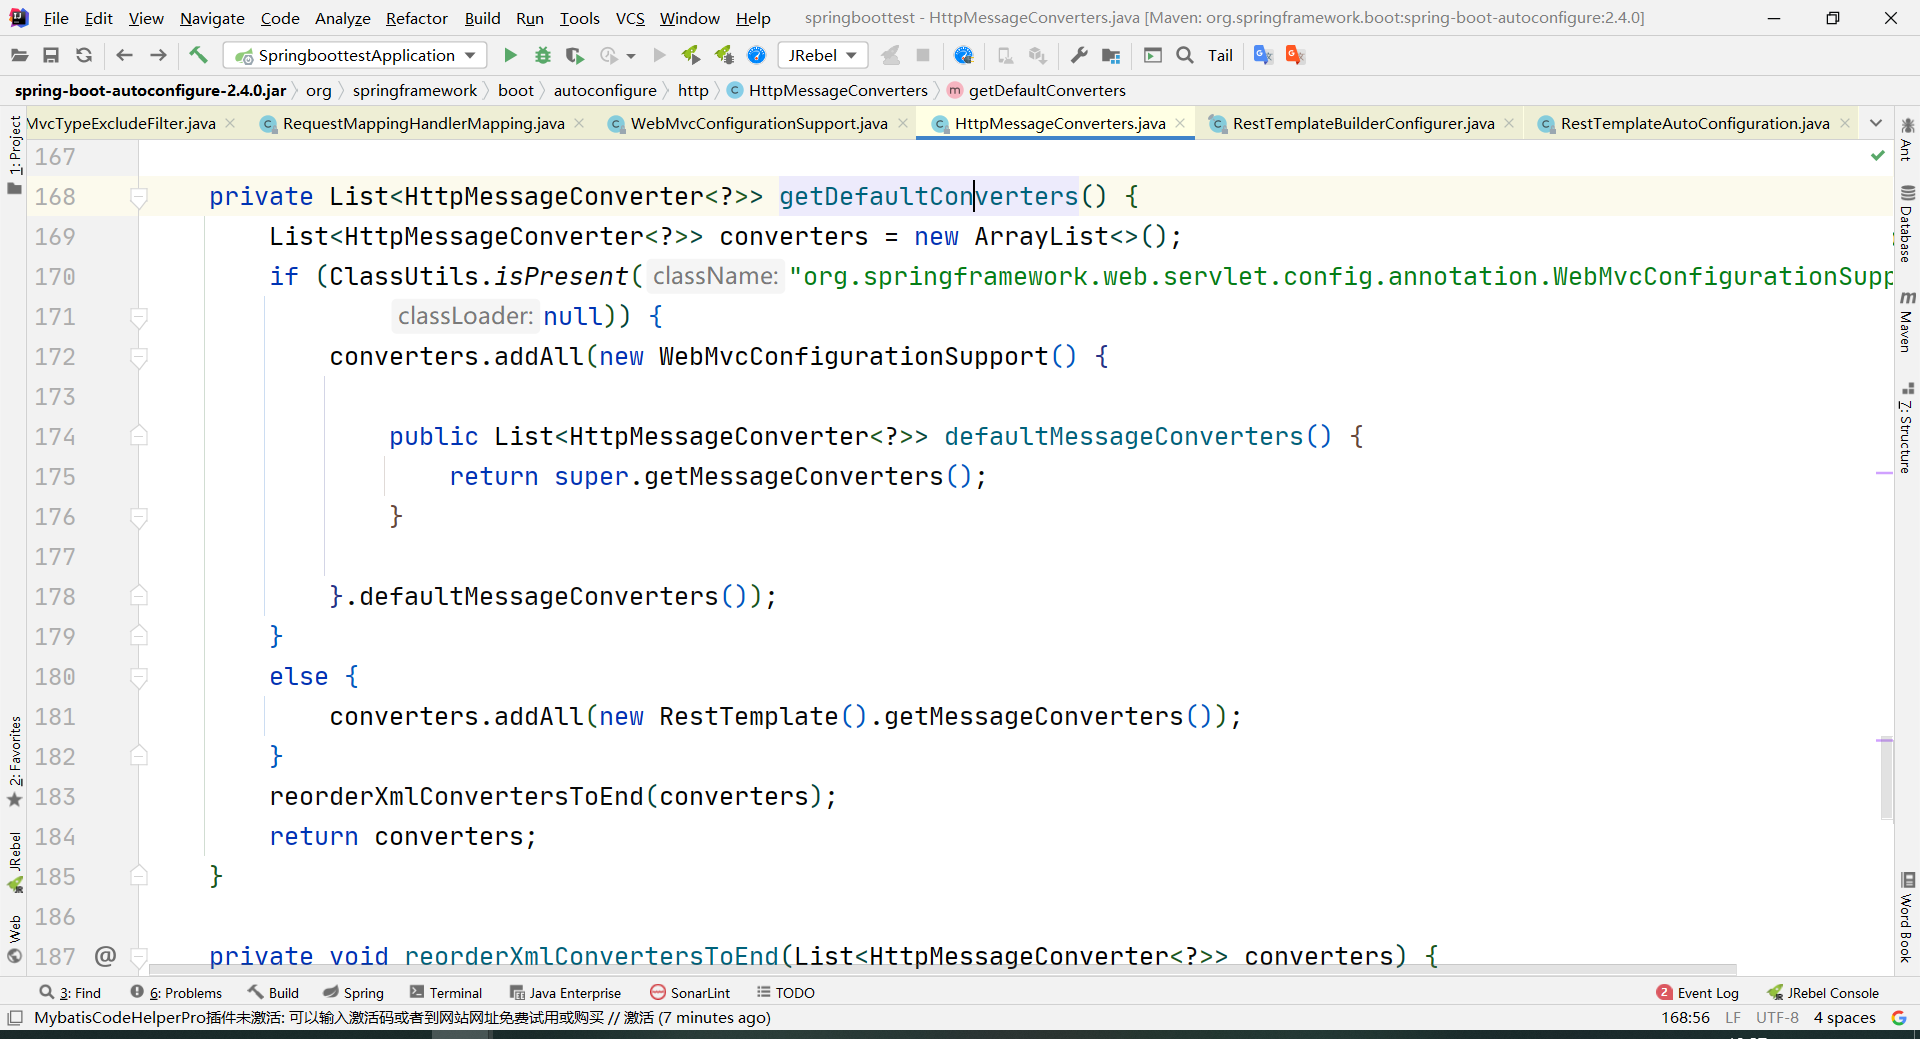 File Edit View Navigate Code Analyze Refactor Build Run Tools VCS Window Help springboottest - HttpMessageConverters.java [Maven: org.springframework.boot:spring-boot-autoconfigure:2.4.0]
SpringboottestApplication JRebel Tail
spring-boot-autoconfigure-2.4.0.jar org springframework boot autoconfigure http HttpMessageConverters getDefaultConverters
MvcTypeExcludeFilter.java RequestMappingHandlerMapping.java WebMvcConfigurationSupport.java HttpMessageConverters.java RestTemplateBuilderConfigurer.java RestTemplateAutoConfiguration.java
1: Project
2: Favorites
JRebel
Web
167
168 private List<HttpMessageConverter<?>> getDefaultConverters() {
169 List<HttpMessageConverter<?>> converters = new ArrayList<>();
170 if (ClassUtils.isPresent( className: "org.springframework.web.servlet.config.annotation.WebMvcConfigurationSupp
171 classLoader: null)) {
172 converters.addAll(new WebMvcConfigurationSupport() {
173
174 public List<HttpMessageConverter<?>> defaultMessageConverters() {
175 return super.getMessageConverters();
176 }
177
178 }.defaultMessageConverters());
179 }
180 else {
181 converters.addAll(new RestTemplate().getMessageConverters());
182 }
183 reorderXmlConvertersToEnd(converters);
184 return converters;
185 }
186
187 @ private void reorderXmlConvertersToEnd(List<HttpMessageConverter<?>> converters) {
Ant
Database
Maven
7: Structure
Word Book
3: Find 6: Problems Build Spring Terminal Java Enterprise SonarLint TODO 2 Event Log JRebel Console
MybatisCodeHelperPro插件未激活: 可以输入激活码或者到网站网址免费试用或购买 // 激活 (7 minutes ago) 168:56 LF UTF-8 4 spaces